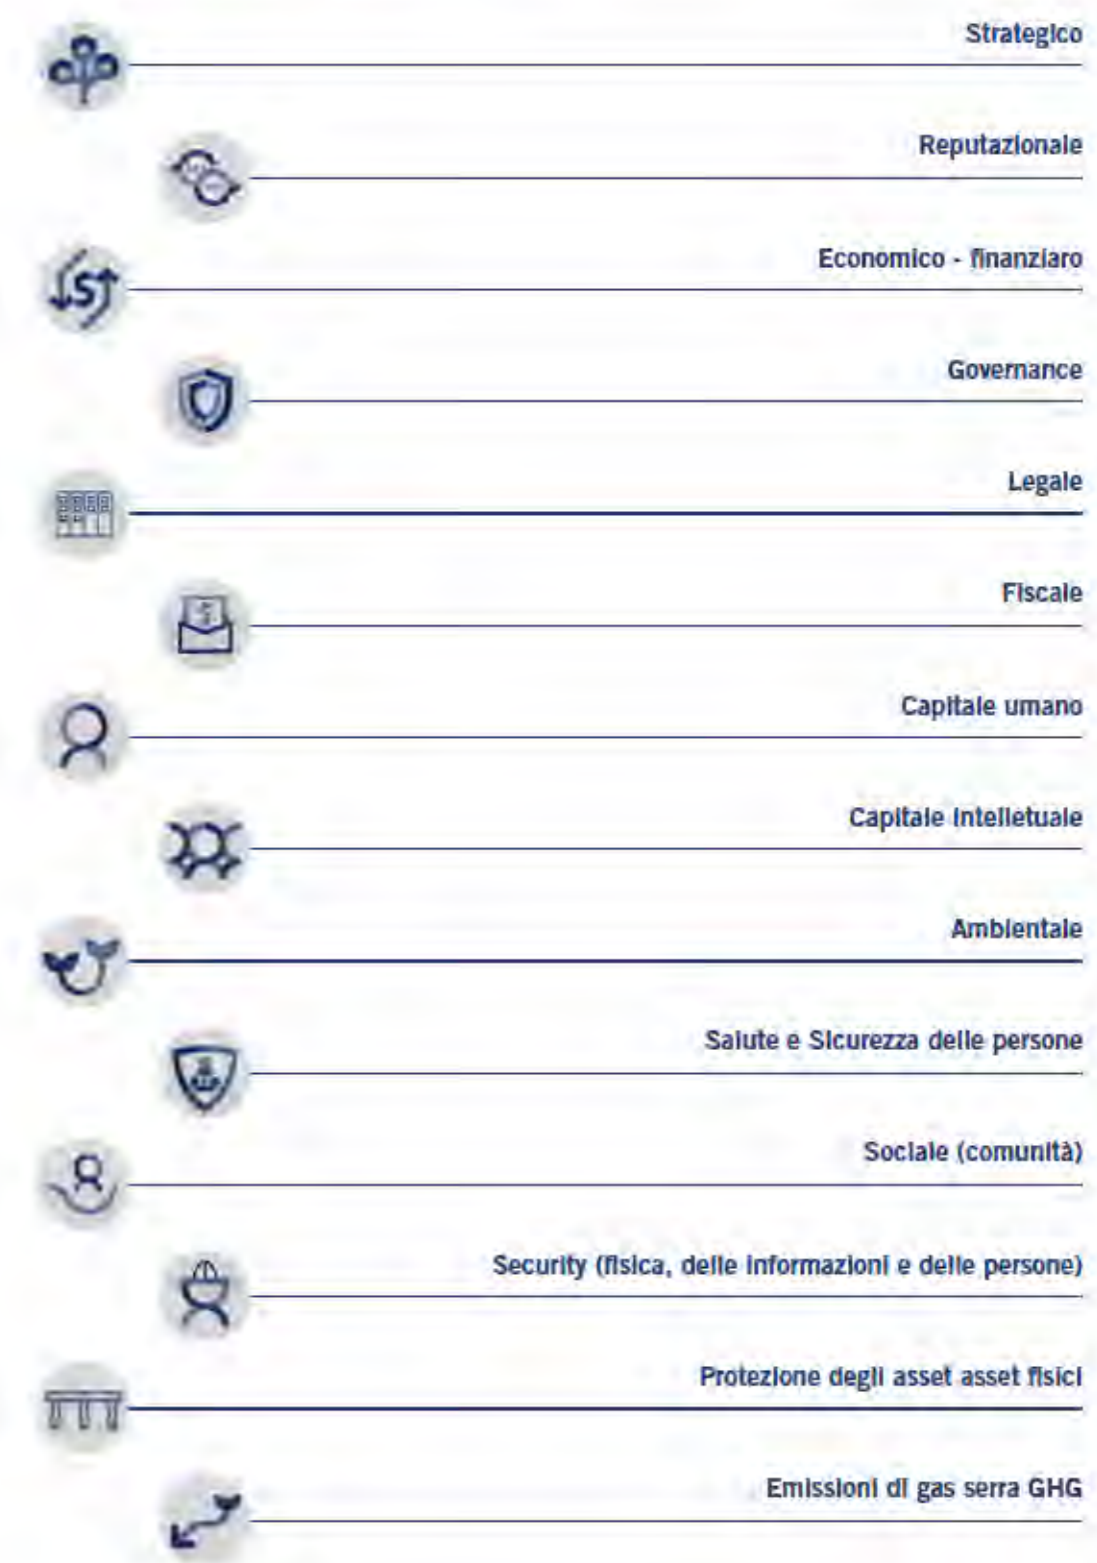 Strategico
Reputazionale
Economico - finanziaro
Governance
Legale
Fiscale
Capitale umano
Capitale Intelletuale
Ambientale
Salute e Sicurezza delle persone
Sociale (comunità)
Security (fisica, delle informazioni e delle persone)
Protezione degli asset asset fisici
Emissioni di gas serra GHG